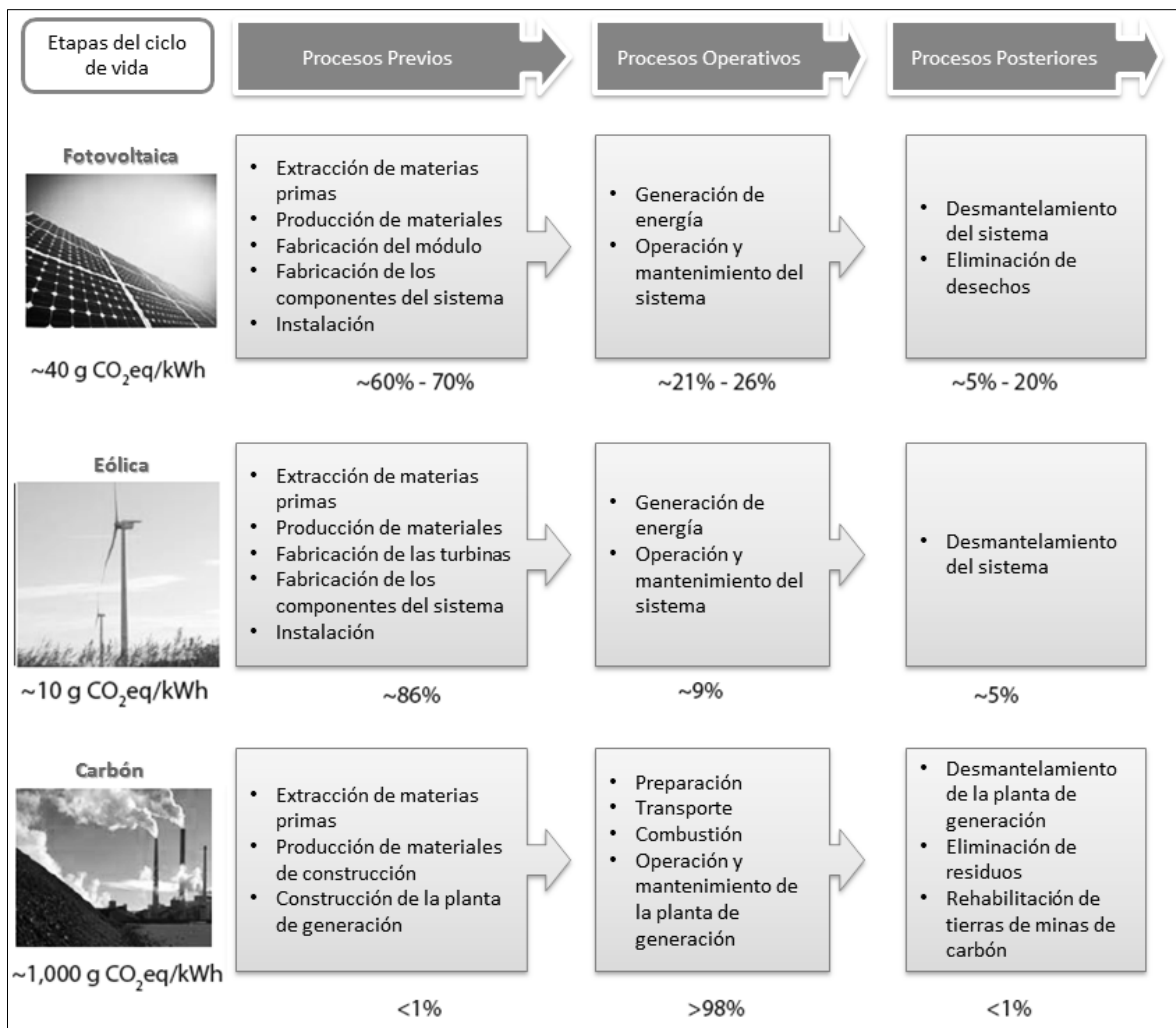 Etapas del ciclo
de vida
Procesos Previos
Procesos Operativos
Procesos Posteriores
Fotovoltaica
~40 g CO₂eq/kWh
• Extracción de materias
primas
• Producción de materiales
• Fabricación del módulo
• Fabricación de los
componentes del sistema
• Instalación
~60% - 70%
• Generación de
energía
• Operación y
mantenimiento del
sistema
~21% - 26%
• Desmantelamiento
del sistema
• Eliminación de
desechos
~5% - 20%
Eólica
~10 g CO₂eq/kWh
• Extracción de materias
primas
• Producción de materiales
• Fabricación de las turbinas
• Fabricación de los
componentes del sistema
• Instalación
~86%
• Generación de
energía
• Operación y
mantenimiento del
sistema
~9%
• Desmantelamiento
del sistema
~5%
Carbón
~1,000 g CO₂eq/kWh
• Extracción de materias
primas
• Producción de materiales
de construcción
• Construcción de la planta
de generación
<1%
• Preparación
• Transporte
• Combustión
• Operación y
mantenimiento de
la planta de
generación
>98%
• Desmantelamiento
de la planta de
generación
• Eliminación de
residuos
• Rehabilitación de
tierras de minas de
carbón
<1%